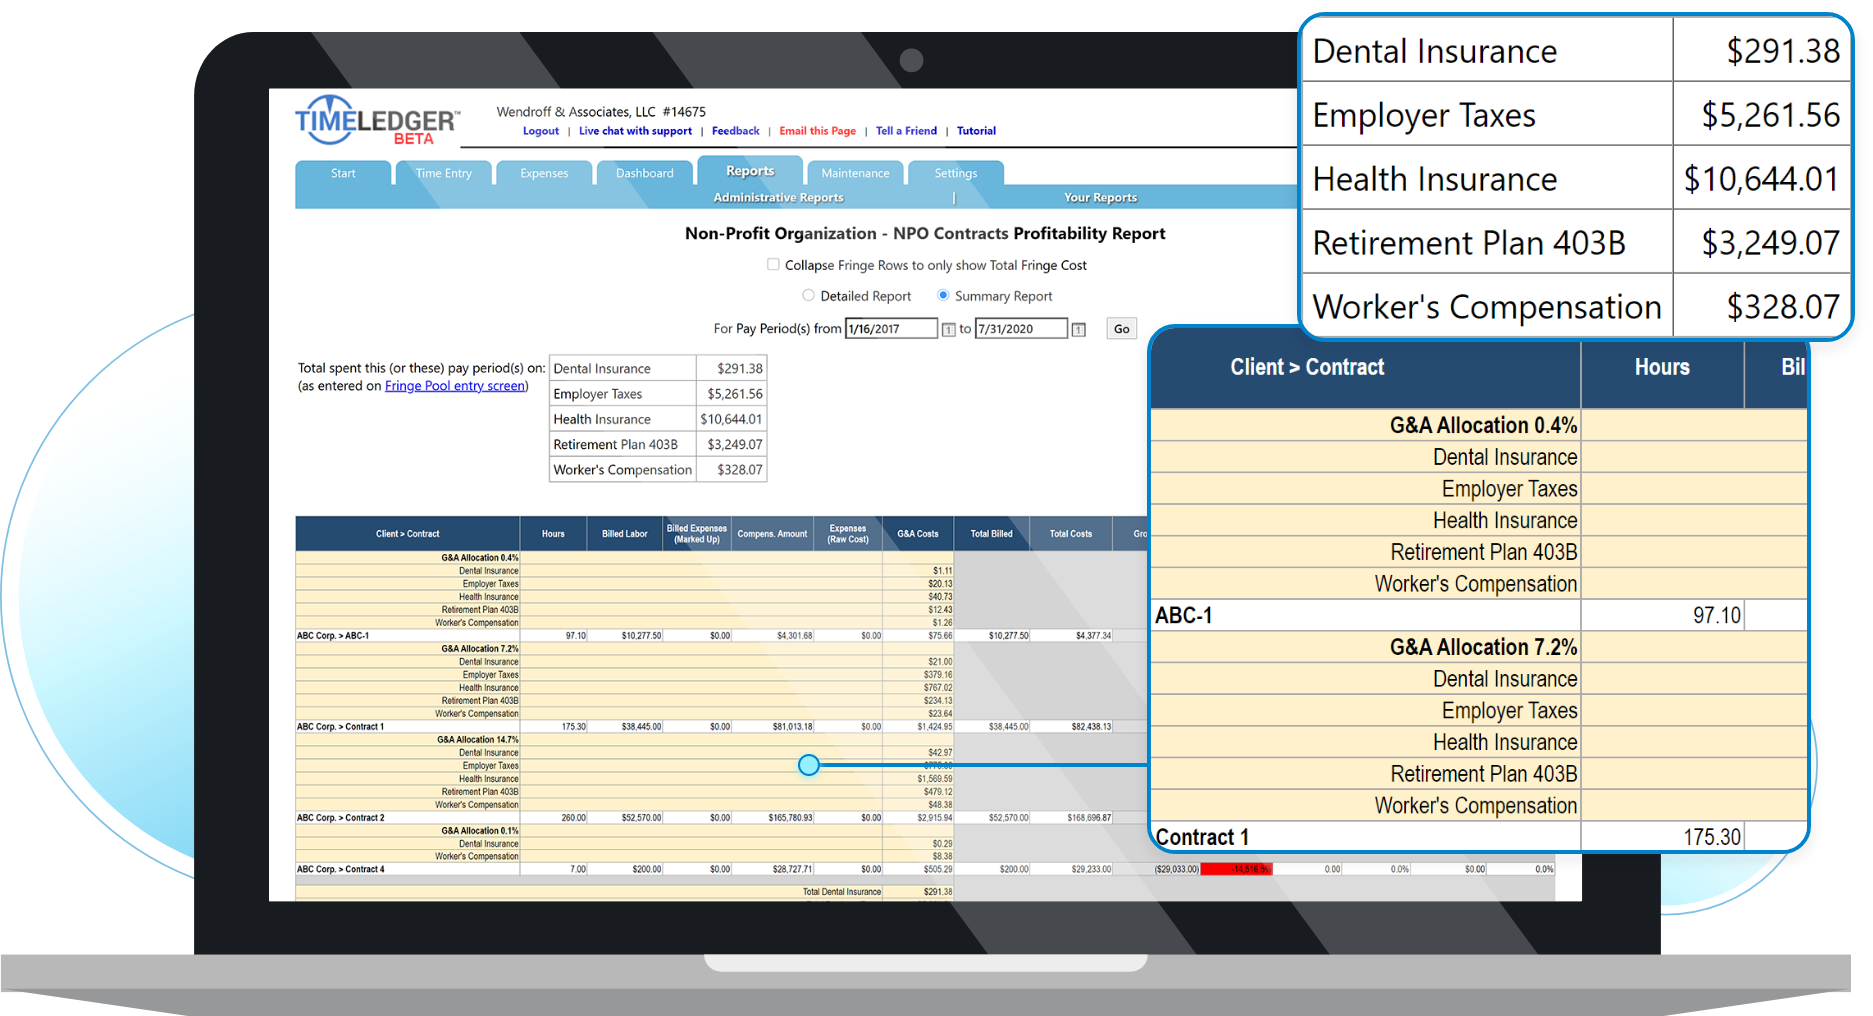 TIMELEDGER™
BETA
Wendroff & Associates, LLC #14675
Logout | Live chat with support | Feedback | Email this Page | Tell a Friend | Tutorial
Start Time Entry Expenses Dashboard Reports Maintenance Settings
Administrative Reports | Your Reports
Non-Profit Organization - NPO Contracts Profitability Report
Collapse Fringe Rows to only show Total Fringe Cost
Detailed Report Summary Report
For Pay Period(s) from 1/16/2017 1 to 7/31/2020 1 Go
Total spent this (or these) pay period(s) on:
(as entered on Fringe Pool entry screen)
Dental Insurance $291.38
Employer Taxes $5,261.56
Health Insurance $10,644.01
Retirement Plan 403B $3,249.07
Worker's Compensation $328.07
Client > Contract Hours Billed Labor Billed Expenses (Marked Up) Compens. Amount Expenses (Raw Cost) G&A Costs Total Billed Total Costs Gro
G&A Allocation 0.4%
Dental Insurance $1.11
Employer Taxes $20.13
Health Insurance $40.73
Retirement Plan 403B $12.43
Worker's Compensation $1.26
ABC Corp. > ABC-1 97.10 $10,277.50 $0.00 $4,301.68 $0.00 $75.66 $10,277.50 $4,377.34
G&A Allocation 7.2%
Dental Insurance $21.00
Employer Taxes $379.16
Health Insurance $767.02
Retirement Plan 403B $234.13
Worker's Compensation $23.64
ABC Corp. > Contract 1 175.30 $38,445.00 $0.00 $81,013.18 $0.00 $1,424.95 $38,445.00 $82,438.13
G&A Allocation 14.7%
Dental Insurance $42.97
Employer Taxes
Health Insurance $1,569.59
Retirement Plan 403B $479.12
Worker's Compensation $48.38
ABC Corp. > Contract 2 260.00 $52,570.00 $0.00 $165,780.93 $0.00 $2,915.94 $52,570.00 $168,696.87
G&A Allocation 0.1%
Dental Insurance $0.29
Worker's Compensation $8.38
ABC Corp. > Contract 4 7.00 $200.00 $0.00 $28,727.71 $0.00 $505.29 $200.00 $29,233.00 ($29,033.00) -14,516.5% 0.00 0.0% $0.00 0.0%
Total Dental Insurance $291.38
Dental Insurance $291.38
Employer Taxes $5,261.56
Health Insurance $10,644.01
Retirement Plan 403B $3,249.07
Worker's Compensation $328.07
Client > Contract Hours Bil
G&A Allocation 0.4%
Dental Insurance
Employer Taxes
Health Insurance
Retirement Plan 403B
Worker's Compensation
ABC-1 97.10
G&A Allocation 7.2%
Dental Insurance
Employer Taxes
Health Insurance
Retirement Plan 403B
Worker's Compensation
Contract 1 175.30